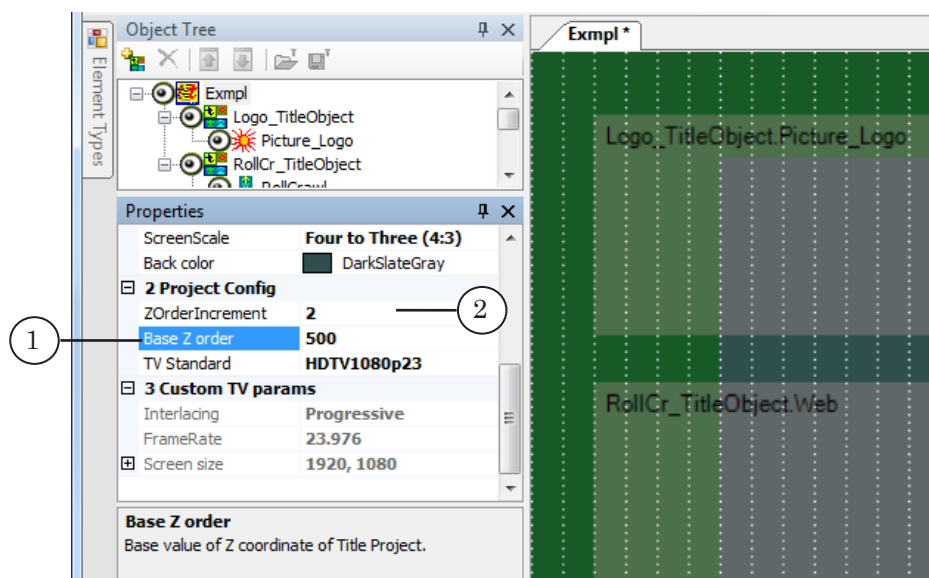 Element Types
Object Tree
Exmpl
Logo_TitleObject
Picture_Logo
RollCr_TitleObject
RollCrawl
Properties
ScreenScale Four to Three (4:3)
Back color DarkSlateGray
2 Project Config
ZOrderIncrement 2
Base Z order 500
TV Standard HDTV1080p23
3 Custom TV params
Interlacing Progressive
FrameRate 23.976
Screen size 1920, 1080
Base Z order
Base value of Z coordinate of Title Project.
1
2
Exmpl *
Logo_TitleObject.Picture_Logo
RollCr_TitleObject.Web